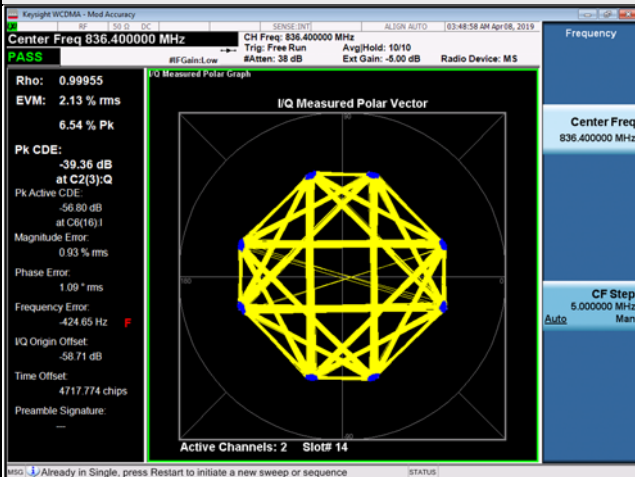 Keysight WCDMA - Mod Accuracy
RF 50 Ω DC SENSE:INT ALIGN AUTO 03:48:58 AM Apr 08, 2019
Center Freq 836.400000 MHz
CH Freq: 836.400000 MHz
Trig: Free Run Avg|Hold: 10/10
PASS
#IFGain:Low #Atten: 38 dB Ext Gain: -5.00 dB Radio Device: MS
Frequency
Center Freq
836.400000 MHz
CF Step
5.000000 MHz
Auto Man
Rho: 0.99955
EVM: 2.13 % rms
6.54 % Pk
Pk CDE:
-39.36 dB
at C2(3):Q
Pk Active CDE:
-56.80 dB
at C6(16):I
Magnitude Error:
0.93 % rms
Phase Error:
1.09 ° rms
Frequency Error:
-424.65 Hz F
I/Q Origin Offset:
-58.71 dB
Time Offset:
4717.774 chips
Preamble Signature:
---
I/Q Measured Polar Graph
I/Q Measured Polar Vector
90
180
0
-90
Active Channels: 2 Slot# 14
MSG Already in Single, press Restart to initiate a new sweep or sequence STATUS